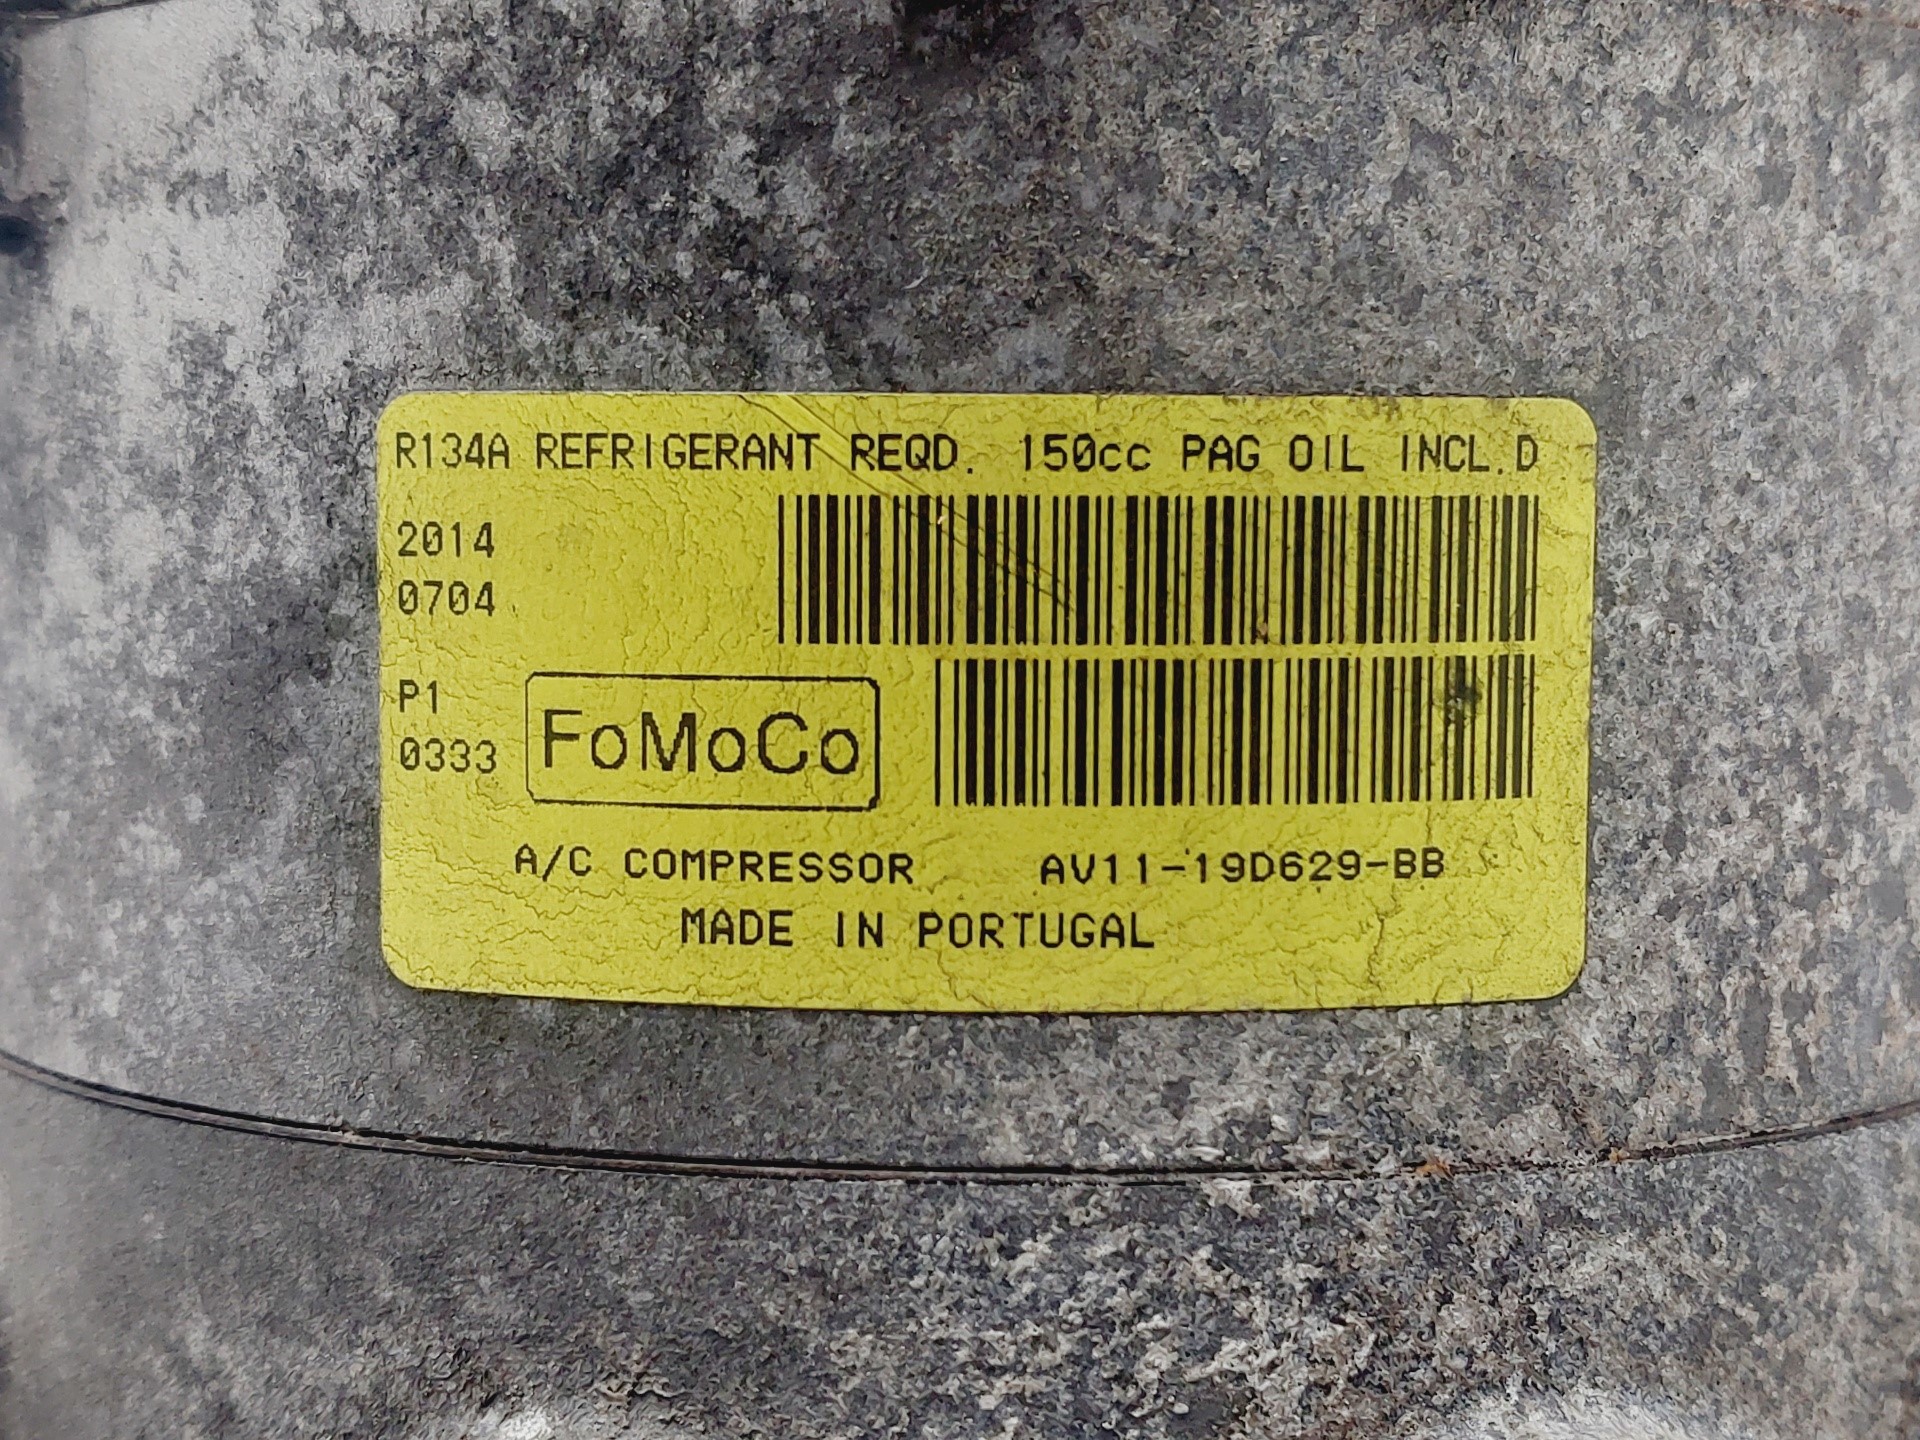 R134A REFRIGERANT REQD. 150cc PAG OIL INCL.D
2014
0704
P1
0333
FoMoCo
A/C COMPRESSOR AV11-19D629-BB
MADE IN PORTUGAL